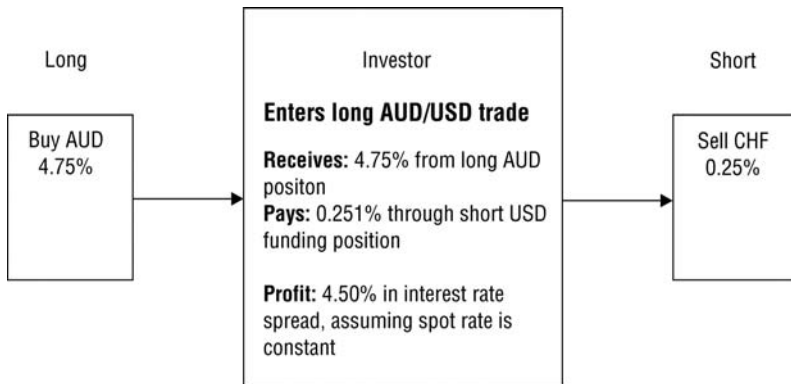 Long
Investor
Short
Buy AUD
4.75%
Enters long AUD/USD trade
Receives: 4.75% from long AUD
positon
Pays: 0.251% through short USD
funding position
Profit: 4.50% in interest rate
spread, assuming spot rate is
constant
Sell CHF
0.25%